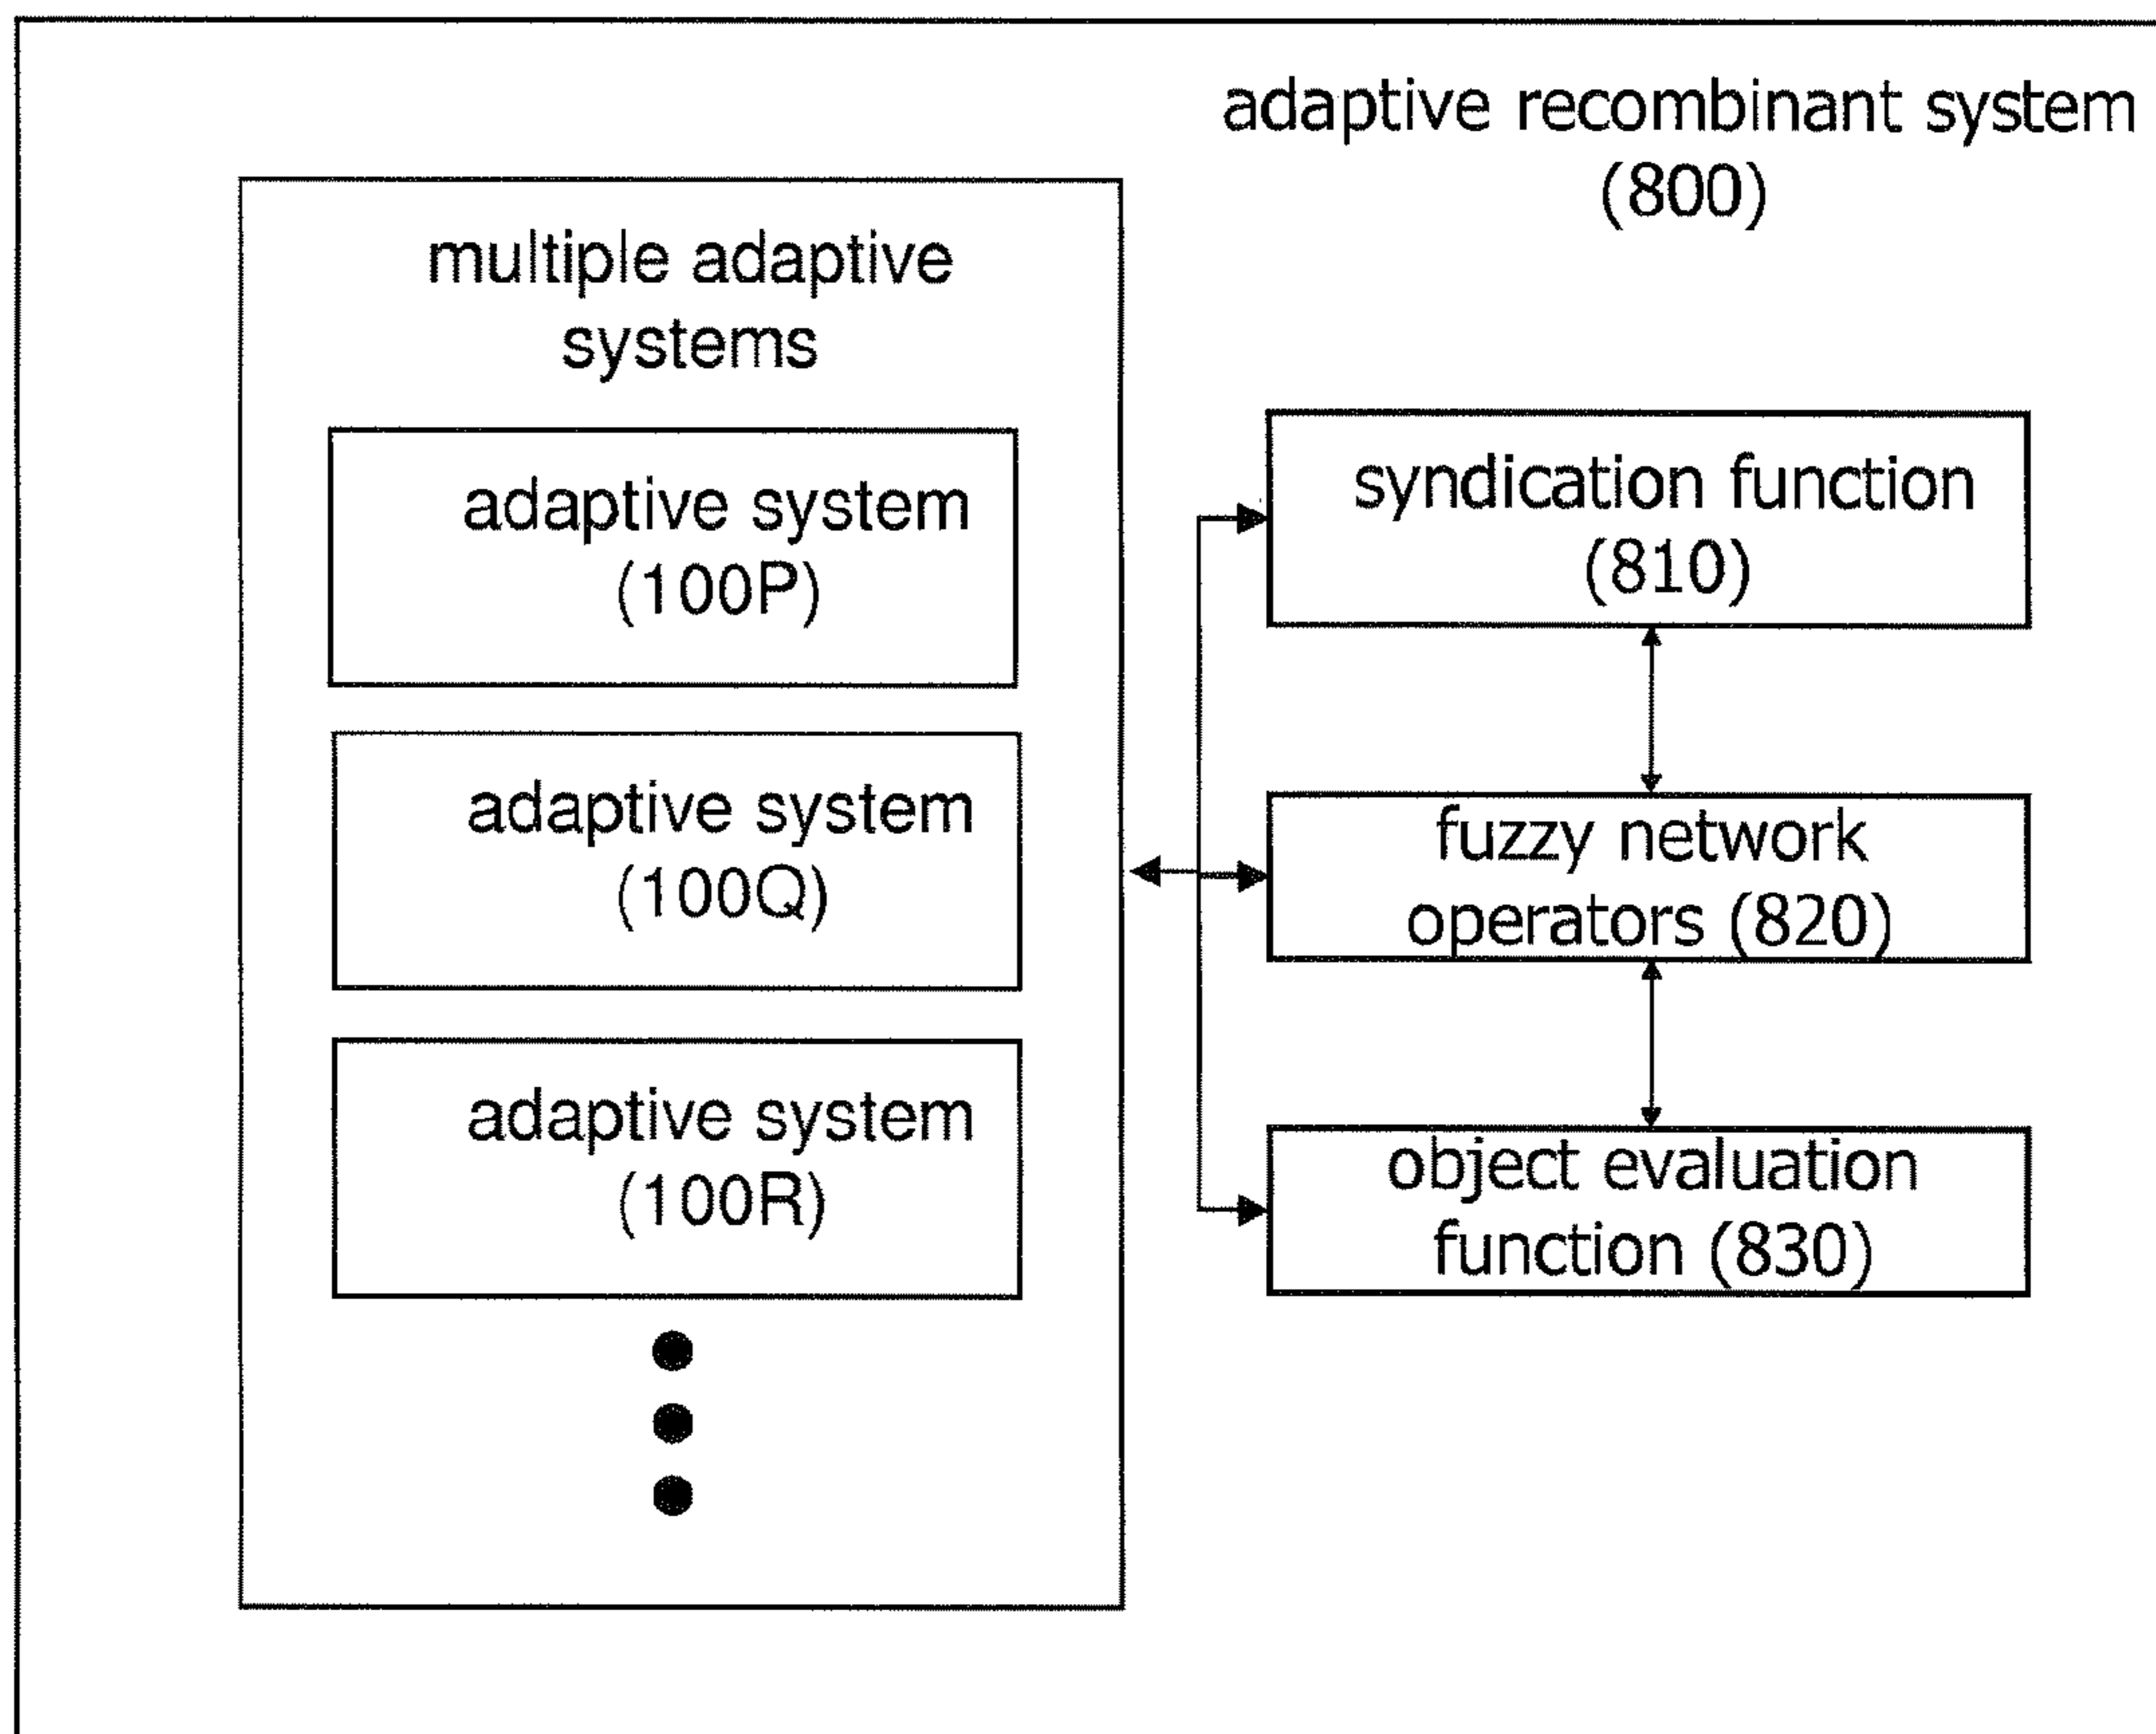 adaptive recombinant system
(800)
multiple adaptive
systems
adaptive system
(100P)
adaptive system
(100Q)
adaptive system
(100R)
syndication function
(810)
fuzzy network
operators (820)
object evaluation
function (830)